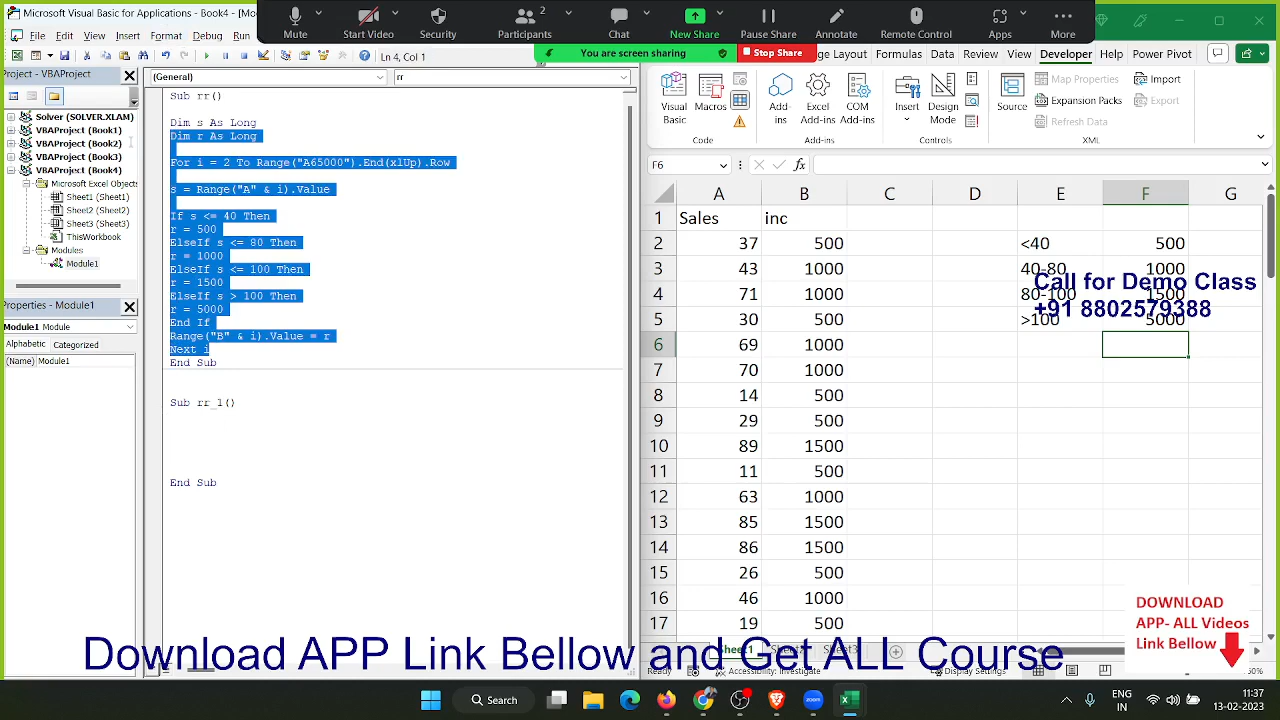 Microsoft Visual Basic for Applications - Book4 - [Mo
Mute
Start Video
Security
2
Participants
Chat
New Share
Pause Share
Annotate
Remote Control
Apps
More
You are screen sharing
Stop Share
File
Edit
View
Insert
Format
Ln 4, Col 1
ge Layout
Formulas
Data
Review
View
Developer
Power Pivot
Project - VBAProject
Solver (SOLVER.XLAM)
VBAProject (Book1)
VBAProject (Book2)
VBAProject (Book3)
VBAProject (Book4)
Microsoft Excel Objects
Sheet1 (Sheet1)
Sheet2 (Sheet2)
Sheet3 (Sheet3)
ThisWorkbook
Modules
Module1
Properties - Module1
Module1 Module
Alphabetic
Categorized
(Name) Module1
(General)
rr
Sub rr()
Dim s As Long
Dim r As Long
For i = 2 To Range("A65000").End(xlUp).Row
s = Range("A" & i).Value
If s <= 40 Then
r = 500
ElseIf s <= 80 Then
r = 1000
ElseIf s <= 100 Then
r = 1500
ElseIf s > 100 Then
r = 5000
End If
Range("B" & i).Value = r
Next i
End Sub
Sub rr_1()
End Sub
Visual Basic
Macros
Add-ins
Excel Add-ins
COM Add-ins
Insert
Design Mode
Source
Map Properties
Expansion Packs
Refresh Data
Import
Export
Code
Add-ins
Controls
XML
F6
fx
A B C D E F G
1 Sales inc
2 37 500 <40 500
3 43 1000 40-80 1000
4 71 1000 80-100 1500
5 30 500 >100 5000
6 69 1000
7 70 1000
8 14 500
9 29 500
10 89 1500
11 11 500
12 63 1000
13 85 1500
14 86 1500
15 26 500
16 46 1000
17 19 500
Call for Demo Class
+91 8802579388
DOWNLOAD
APP- ALL Videos
Link Bellow
Download APP Link Bellow and Get ALL Course
Sheet1
Sheet3
Ready
Accessibility: Investigate
Display Settings
Search
ENG
IN
11:37
13-02-2023